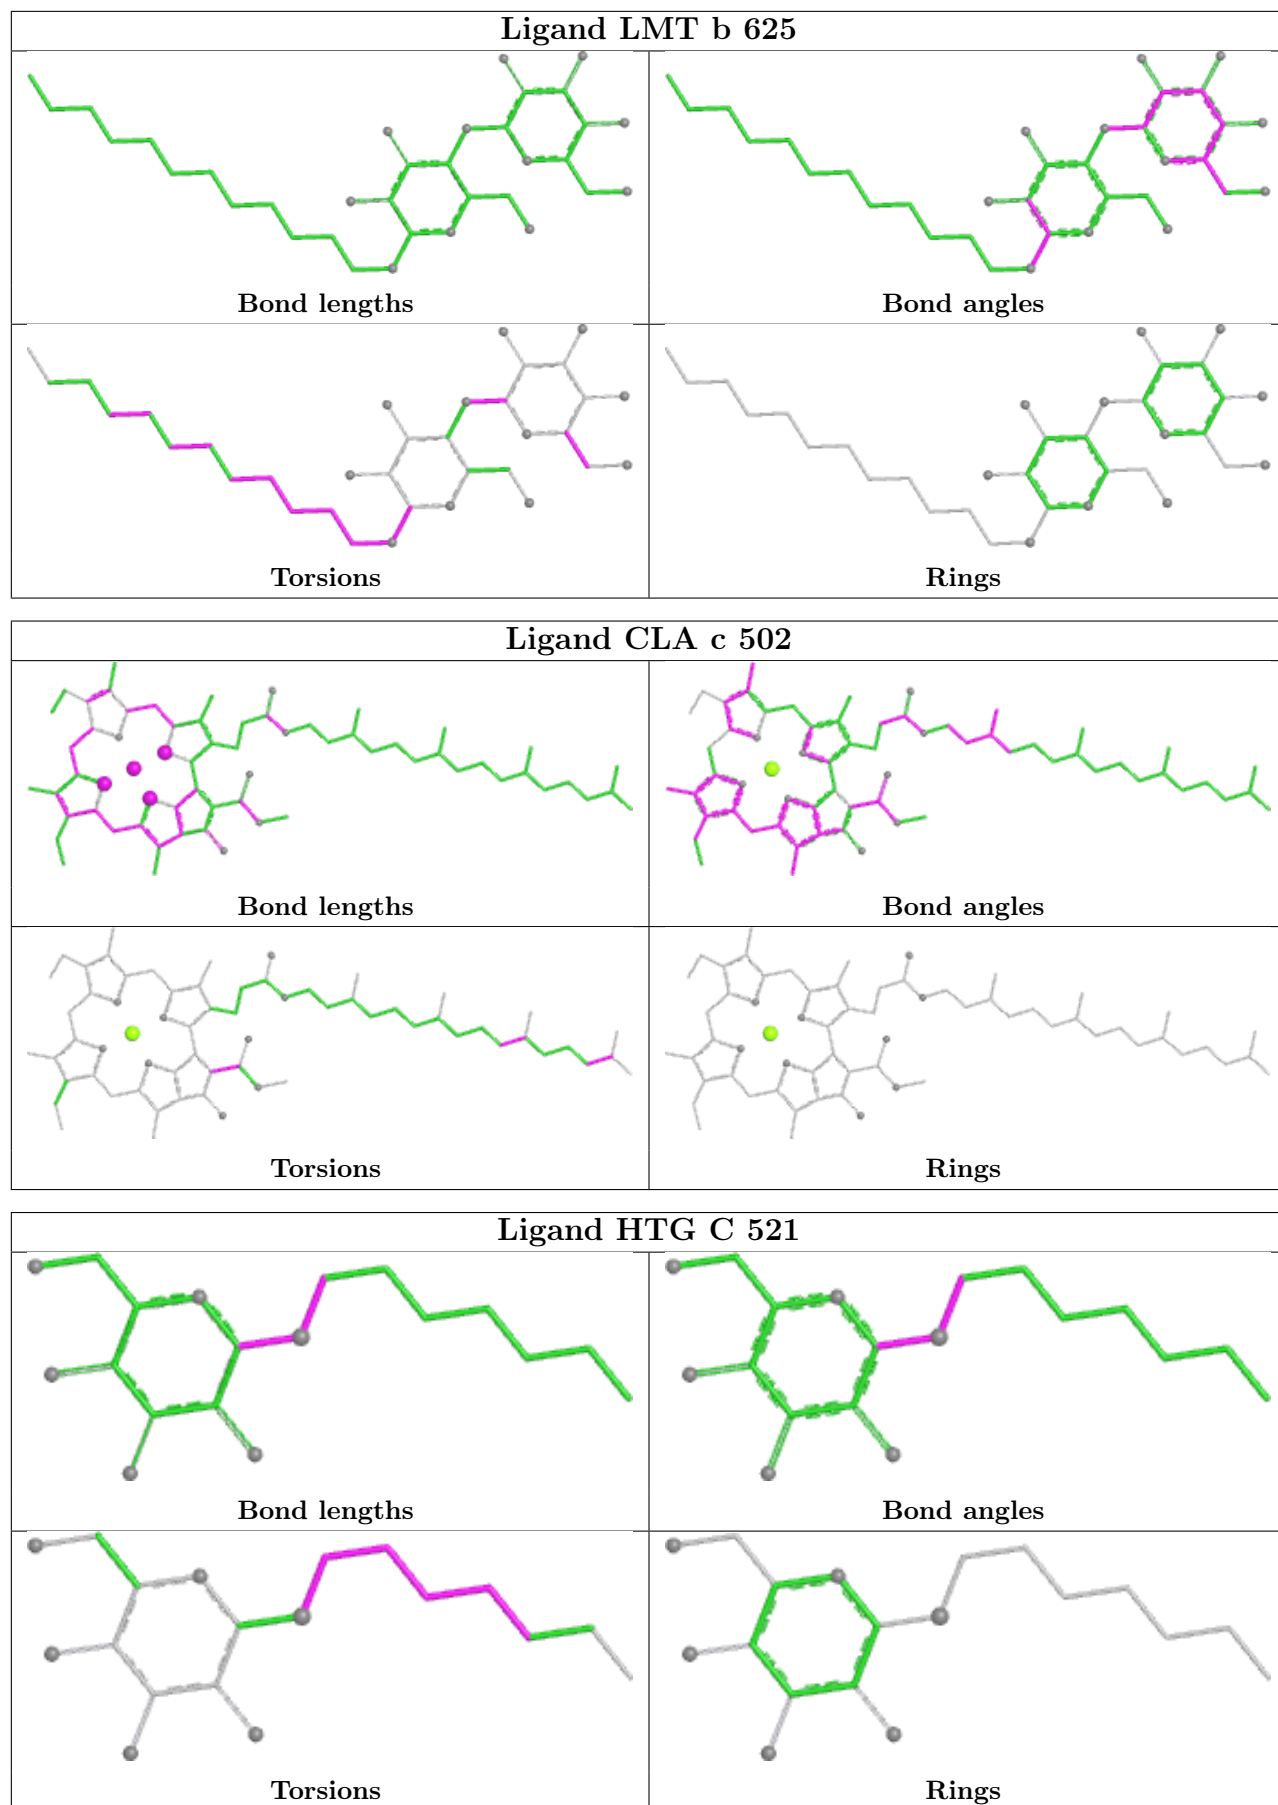 Ligand LMT b 625
Bond lengths
Bond angles
Torsions
Rings
Ligand CLA c 502
Bond lengths
Bond angles
Torsions
Rings
Ligand HTG C 521
Bond lengths
Bond angles
Torsions
Rings